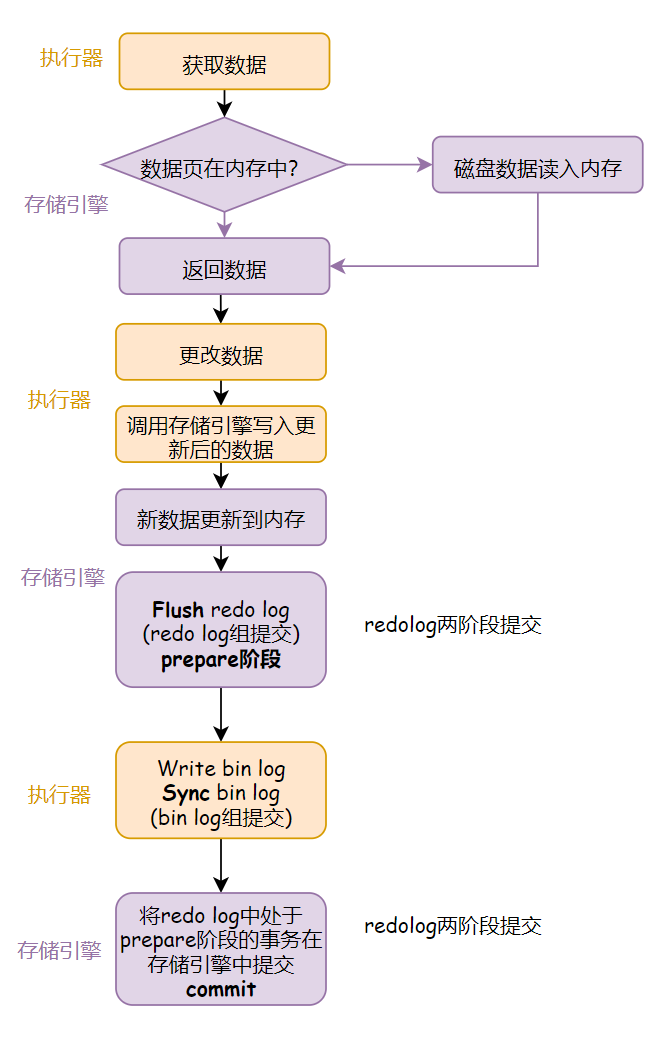 执行器
获取数据
数据页在内存中?
磁盘数据读入内存
存储引擎
返回数据
更改数据
执行器
调用存储引擎写入更
新后的数据
新数据更新到内存
存储引擎
Flush redo log
(redo log组提交)
prepare阶段
redolog两阶段提交
Write bin log
Sync bin log
(bin log组提交)
执行器
将redo log中处于
prepare阶段的事务在
存储引擎中提交
commit
redolog两阶段提交
存储引擎